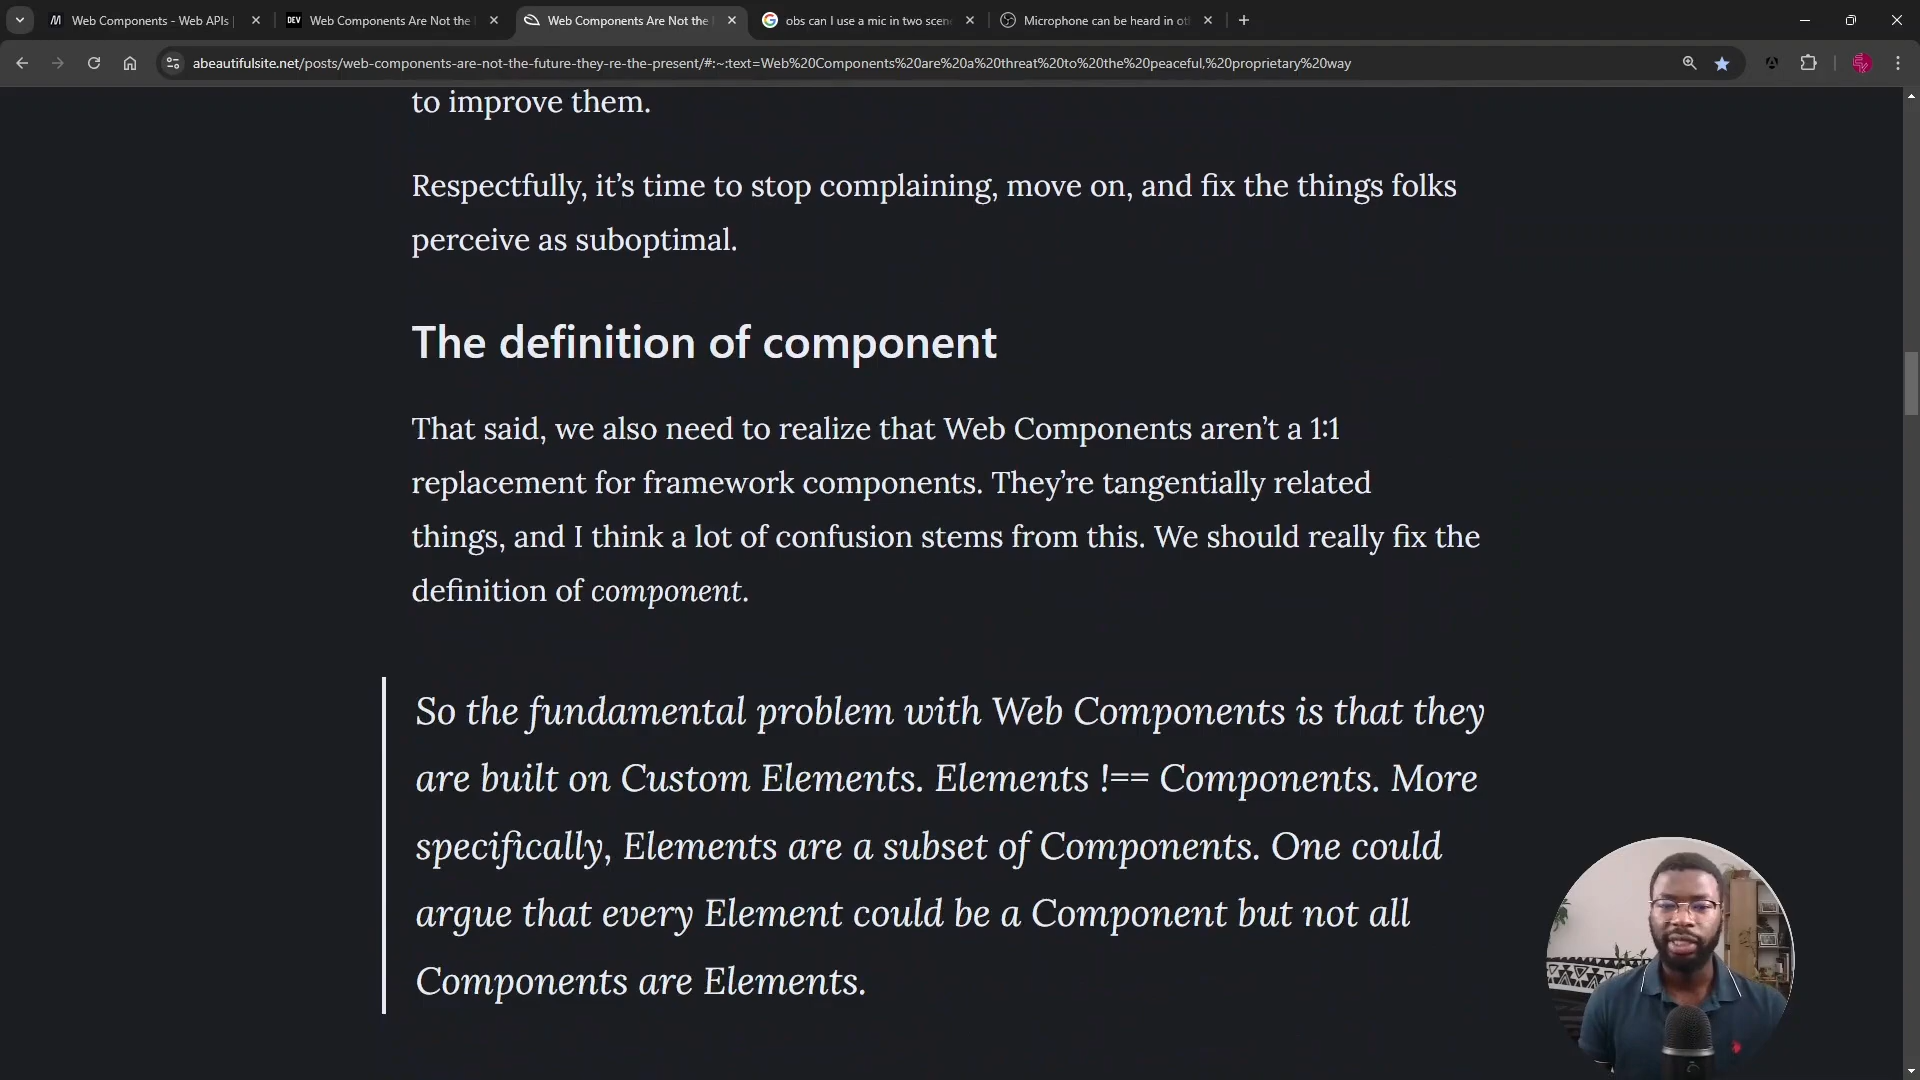 Web Components - Web APIs
DEV
Web Components Are Not the
Web Components Are Not the
obs can I use a mic in two scen
Microphone can be heard in ot
abeautifulsite.net/posts/web-components-are-not-the-future-they-re-the-present/#:~:text=Web%20Components%20are%20a%20threat%20to%20the%20peaceful,%20proprietary%20way
to improve them.
Respectfully, it’s time to stop complaining, move on, and fix the things folks
perceive as suboptimal.
The definition of component
That said, we also need to realize that Web Components aren’t a 1:1
replacement for framework components. They’re tangentially related
things, and I think a lot of confusion stems from this. We should really fix the
definition of component.
So the fundamental problem with Web Components is that they
are built on Custom Elements. Elements !== Components. More
specifically, Elements are a subset of Components. One could
argue that every Element could be a Component but not all
Components are Elements.